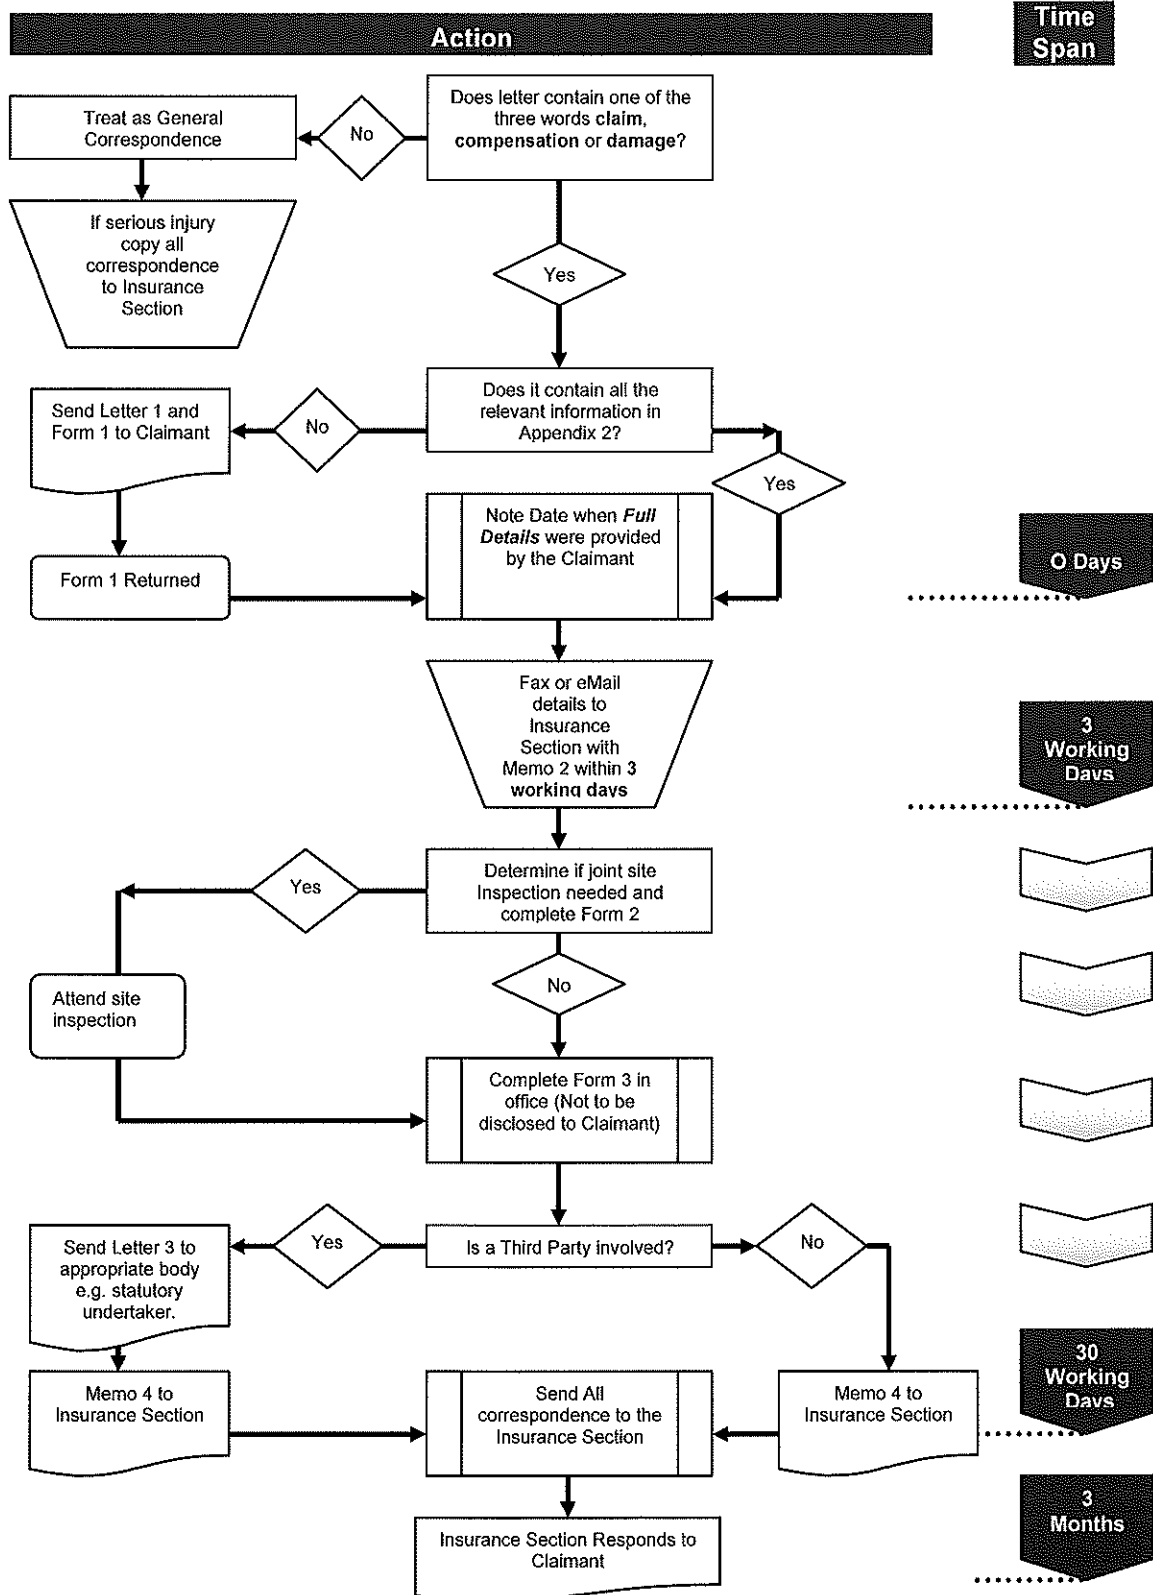 Action
Time
Span
Does letter contain one of the
three words claim,
compensation or damage?
No
Treat as General
Correspondence
If serious injury
copy all
correspondence
to Insurance
Section
Yes
Does it contain all the
relevant information in
Appendix 2?
No
Send Letter 1 and
Form 1 to Claimant
Yes
Note Date when Full
Details were provided
by the Claimant
Form 1 Returned
O Days
Fax or eMail
details to
Insurance
Section with
Memo 2 within 3
working days
3
Working
Days
Determine if joint site
Inspection needed and
complete Form 2
Yes
No
Attend site
inspection
Complete Form 3 in
office (Not to be
disclosed to Claimant)
Is a Third Party involved?
Yes
No
Send Letter 3 to
appropriate body
e.g. statutory
undertaker.
Memo 4 to
Insurance Section
Send All
correspondence to the
Insurance Section
Memo 4 to
Insurance Section
30
Working
Days
Insurance Section Responds to
Claimant
3
Months